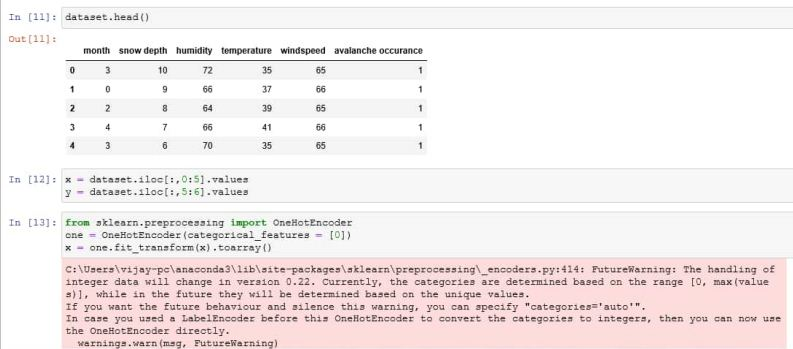 In [11]: dataset.head()
Out[11]:
month snow depth humidity temperature windspeed avalanche occurance
0 3 10 72 35 65 1
1 0 9 66 37 66 1
2 2 8 64 39 65 1
3 4 7 66 41 66 1
4 3 6 70 35 65 1
In [12]: x = dataset.iloc[:,0:5].values
y = dataset.iloc[:,5:6].values
In [13]: from sklearn.preprocessing import OneHotEncoder
one = OneHotEncoder(categorical_features = [0])
x = one.fit_transform(x).toarray()
C:\Users\vijay-pc\anaconda3\lib\site-packages\sklearn\preprocessing\_encoders.py:414: FutureWarning: The handling of
integer data will change in version 0.22. Currently, the categories are determined based on the range [0, max(value
s)], while in the future they will be determined based on the unique values.
If you want the future behaviour and silence this warning, you can specify "categories='auto'".
In case you used a LabelEncoder before this OneHotEncoder to convert the categories to integers, then you can now use
the OneHotEncoder directly.
warnings.warn(msg, FutureWarning)